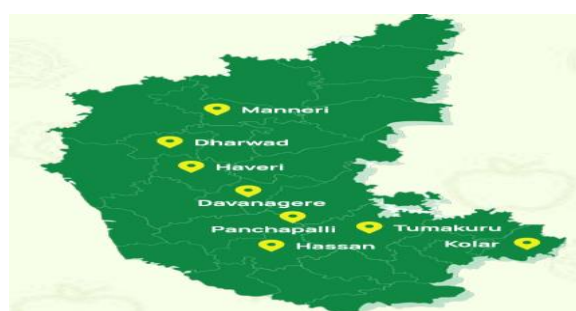 Manneri
Dharwad
Haveri
Davanagere
Panchapalli
Tumakuru
Hassan
Kolar